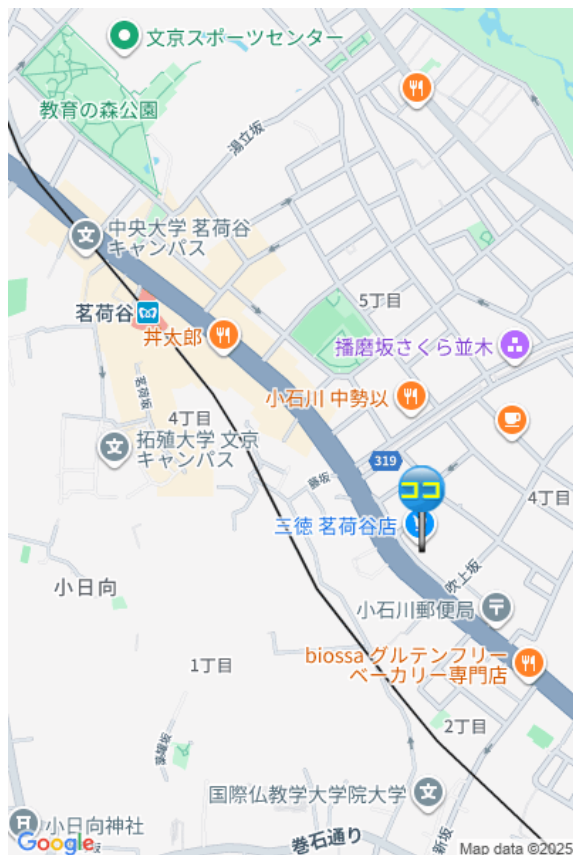 文京スポーツセンター
教育の森公園
湯立坂
中央大学 茗荷谷
キャンパス
5丁目
茗荷谷
丼太郎
播磨坂さくら並木
茗荷坂
小石川 中勢以
4丁目
拓殖大学 文京
キャンパス
319
藤坂
ココ
4丁目
三徳 茗荷谷店
吹上坂
小日向
小石川郵便局
biossa グルテンフリー
ベーカリー専門店
1丁目
2丁目
国際仏教学大学院大学
小日向神社
巻石通り
新坂
Google
Map data ©2025